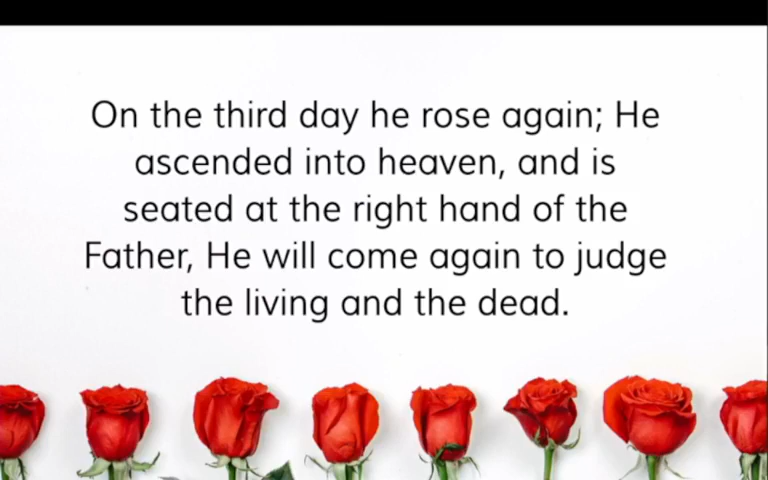 On the third day he rose again; He
ascended into heaven, and is
seated at the right hand of the
Father, He will come again to judge
the living and the dead.